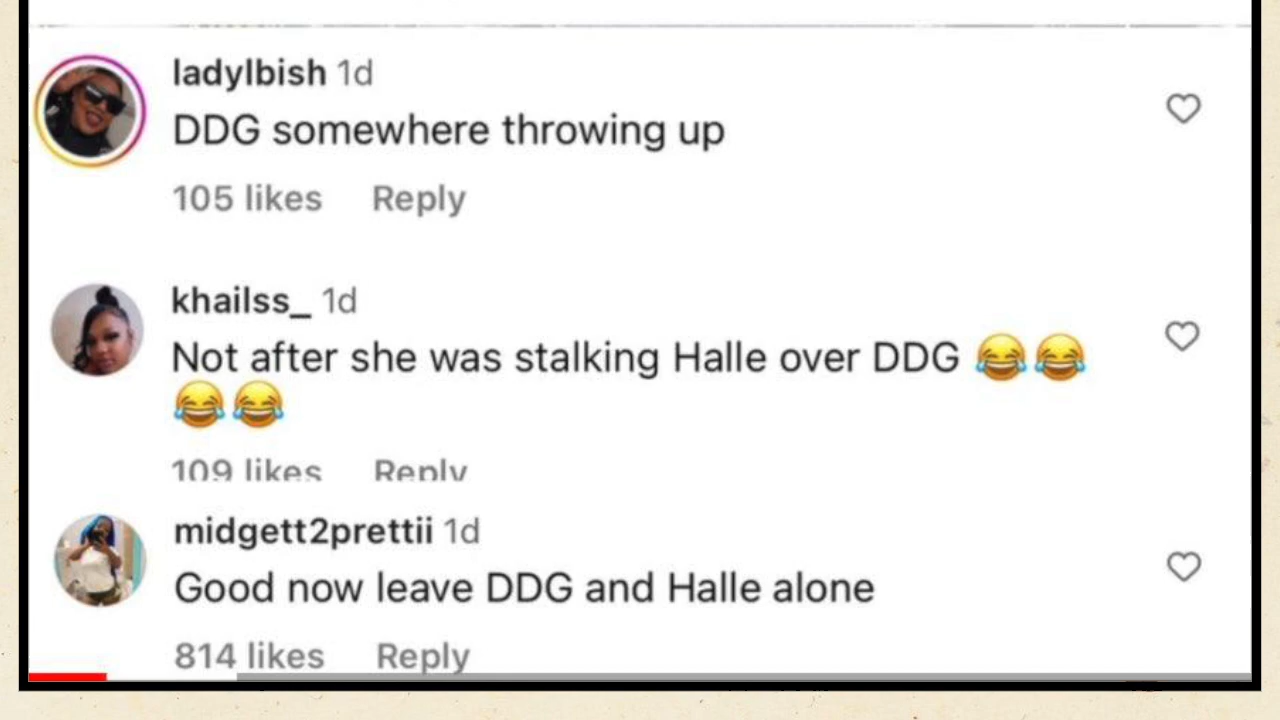 ladylbish 1d
DDG somewhere throwing up
105 likes Reply
khailss_ 1d
Not after she was stalking Halle over DDG 😂😂
😂😂
109 likes Reply
midgett2prettii 1d
Good now leave DDG and Halle alone
814 likes Reply